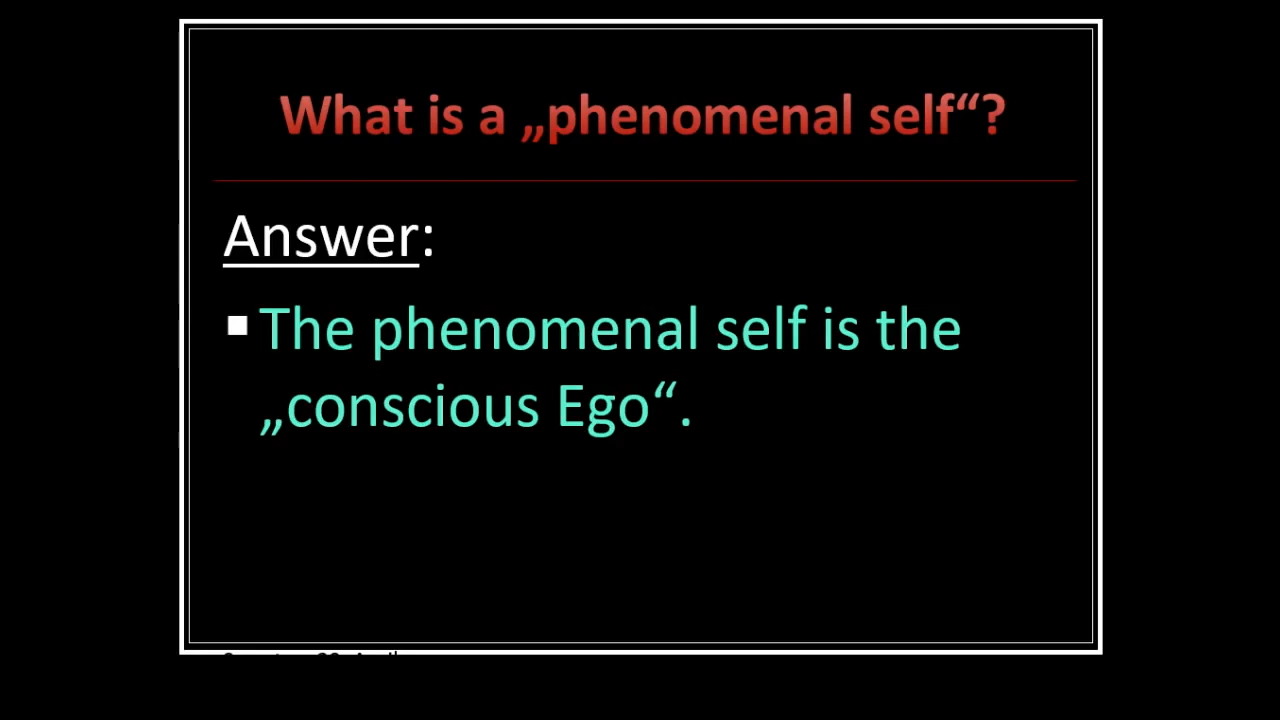 What is a „phenomenal self“?
Answer:
▪ The phenomenal self is the
„conscious Ego“.